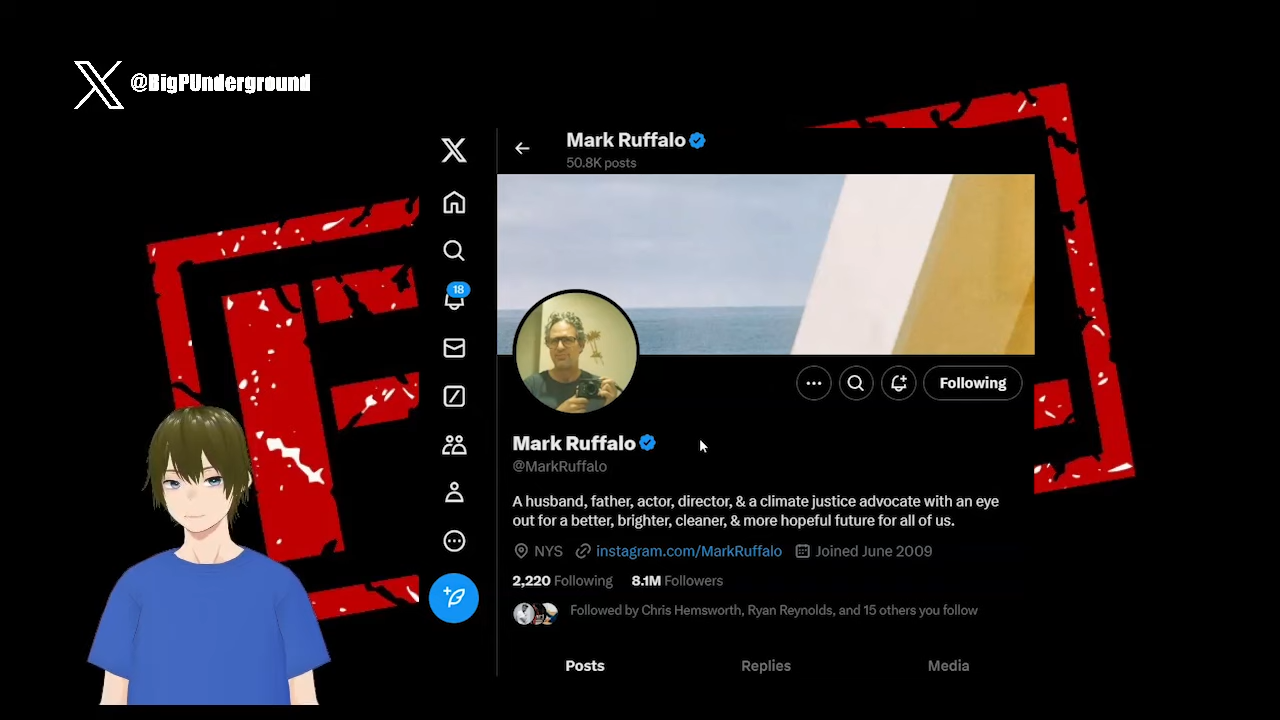 @BigPUnderground
Mark Ruffalo
50.8K posts
18
Following
Mark Ruffalo
@MarkRuffalo
A husband, father, actor, director, & a climate justice advocate with an eye
out for a better, brighter, cleaner, & more hopeful future for all of us.
NYS instagram.com/MarkRuffalo Joined June 2009
2,220 Following 8.1M Followers
Followed by Chris Hemsworth, Ryan Reynolds, and 15 others you follow
Posts Replies Media